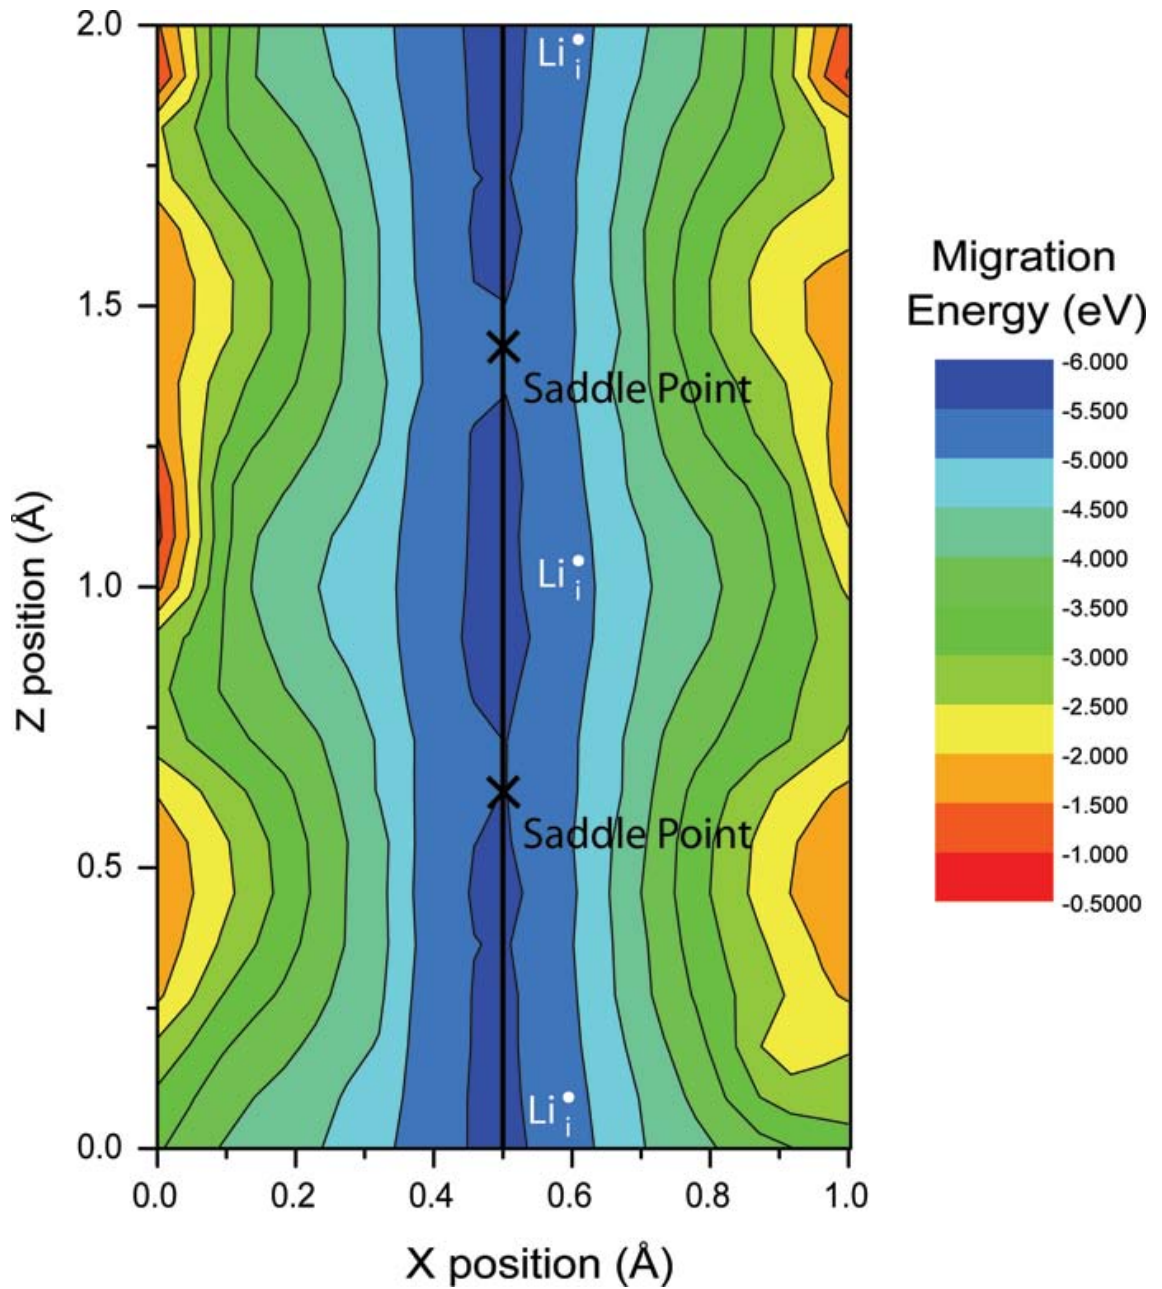 2.0
1.5
1.0
0.5
0.0
Z position (Å)
Li•i
Saddle Point
Li•i
Saddle Point
Li•i
0.0 0.2 0.4 0.6 0.8 1.0
X position (Å)
Migration
Energy (eV)
-6.000
-5.500
-5.000
-4.500
-4.000
-3.500
-3.000
-2.500
-2.000
-1.500
-1.000
-0.5000